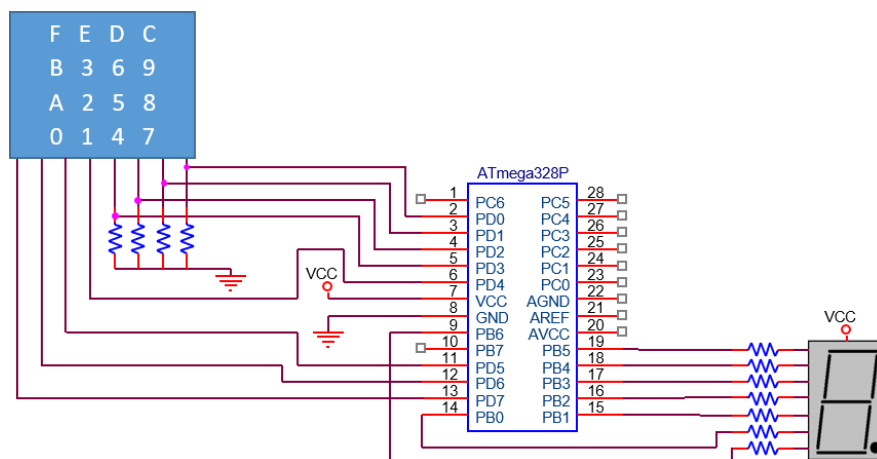 F E D C
B 3 6 9
A 2 5 8
0 1 4 7
ATmega328P
1 PC6 PC5 28
2 PD0 PC4 27
3 PD1 PC3 26
4 PD2 PC2 25
5 PD3 PC1 24
6 PD4 PC0 23
VCC
7 VCC AGND 22
8 GND AREF 21
9 PB6 AVCC 20
VCC
10 PB7 PB5 19
11 PD5 PB4 18
12 PD6 PB3 17
13 PD7 PB2 16
14 PB0 PB1 15